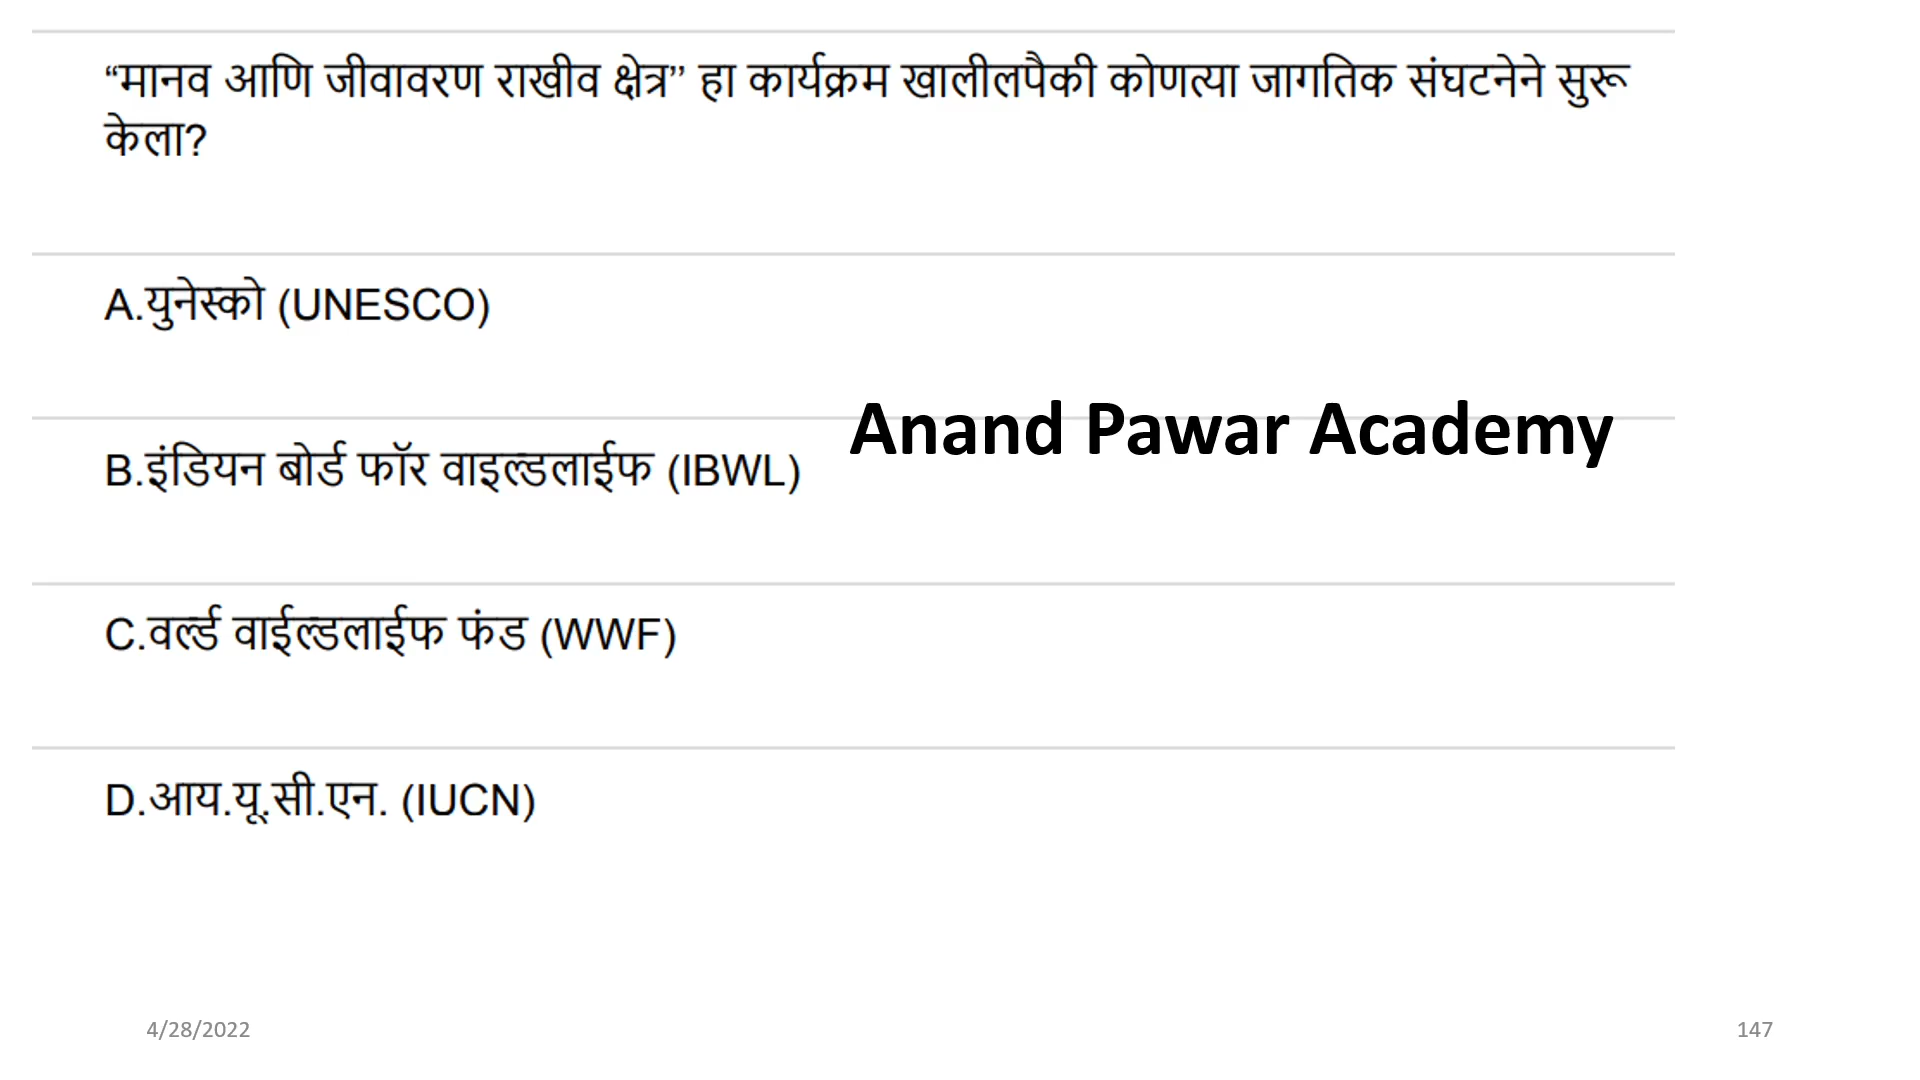 “मानव आणि जीवावरण राखीव क्षेत्र’’ हा कार्यक्रम खालीलपैकी कोणत्या जागतिक संघटनेने सुरू
केला?
A.युनेस्को (UNESCO)
Anand Pawar Academy
B.इंडियन बोर्ड फॉर वाइल्डलाईफ (IBWL)
C.वर्ल्ड वाईल्डलाईफ फंड (WWF)
D.आय.यू.सी.एन. (IUCN)
4/28/2022
147